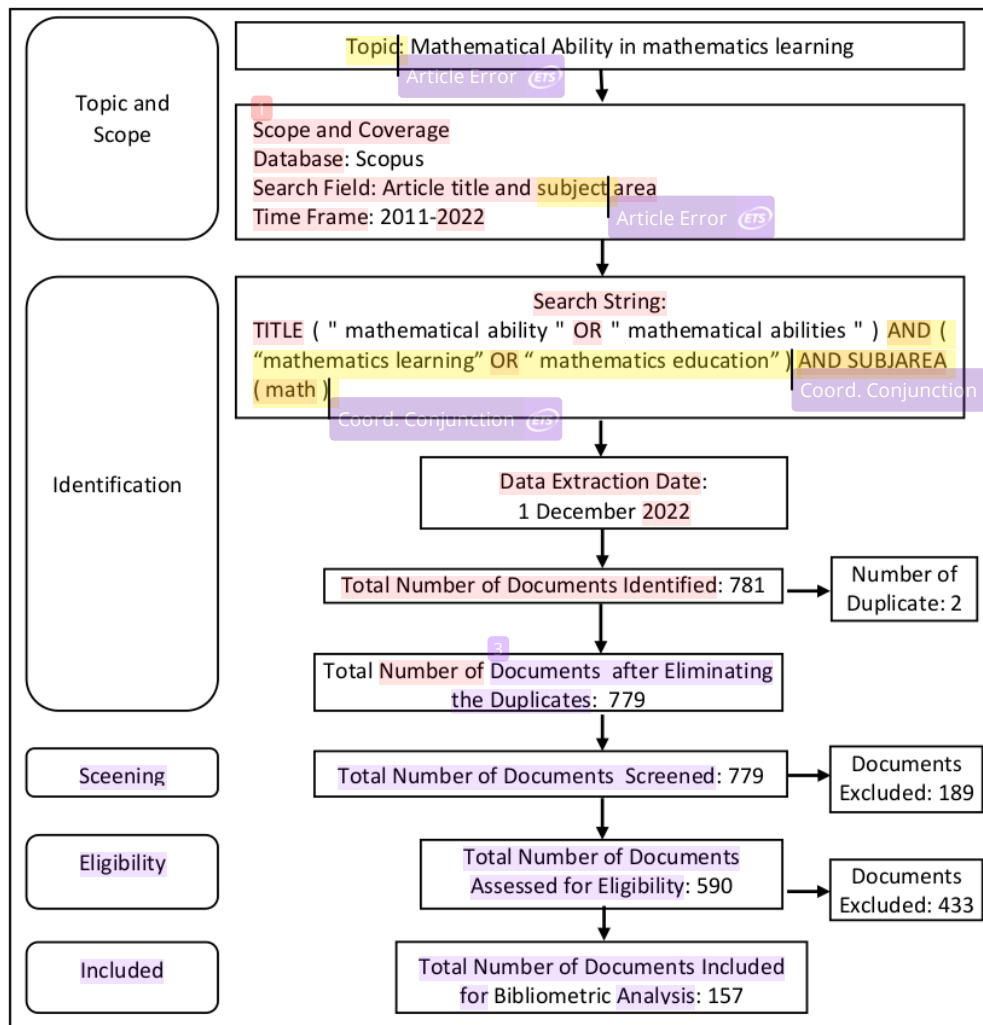 Topic: Mathematical Ability in mathematics learning
Article Error ETS
Topic and
Scope
1
Scope and Coverage
Database: Scopus
Search Field: Article title and subject area
Time Frame: 2011-2022
Article Error ETS
Search String:
TITLE ( " mathematical ability " OR " mathematical abilities " ) AND (
“mathematics learning” OR “ mathematics education” ) AND SUBJAREA
( math )
Coord. Conjunction
Coord. Conjunction ETS
Identification
Data Extraction Date:
1 December 2022
Total Number of Documents Identified: 781
Number of
Duplicate: 2
3
Total Number of Documents after Eliminating
the Duplicates: 779
Sceening
Total Number of Documents Screened: 779
Documents
Excluded: 189
Eligibility
Total Number of Documents
Assessed for Eligibility: 590
Documents
Excluded: 433
Included
Total Number of Documents Included
for Bibliometric Analysis: 157